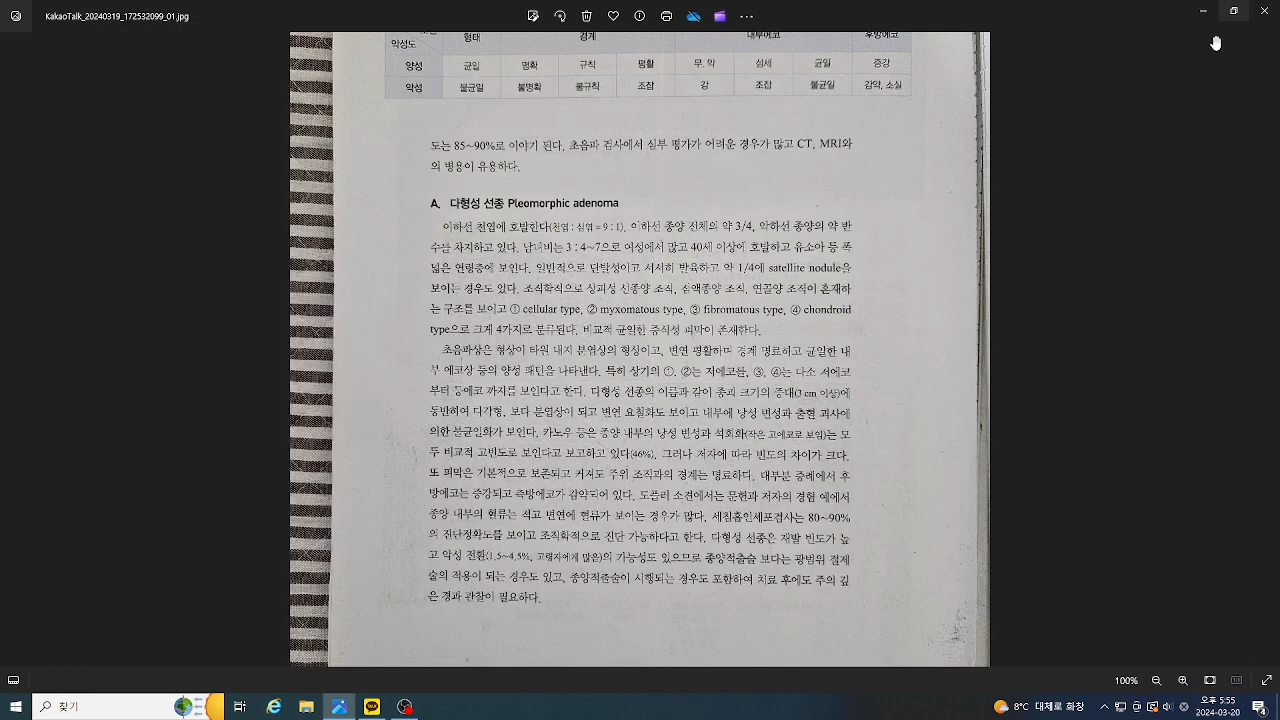 KakaoTalk_20240319_172532099_01.jpg
악성도 형태 경계 내부에코 후방에코
양성 균일 명확 규칙 평활 무, 약 섬세 균일 증강
악성 불균일 불명확 불규칙 조잡 강 조잡 불균일 감약, 소실
도는 85~90%로 이야기 된다. 초음파 검사에서 심부 평가가 어려운 경우가 많고 CT, MRI와
의 병용이 유용하다.
A. 다형성 선종 Pleomorphic adenoma
이하선 천엽에 호발한다(천엽 : 심엽 = 9 : 1). 이하선 종양 전체의 약 3/4, 악하선 종양의 약 반
수를 차지하고 있다. 남녀비는 3 : 4~7으로 여성에서 많고 40세 이상에 호발하고 유소아 등 폭
넓은 연령층에 보인다. 일반적으로 단발성이고 서서히 발육하고 약 1/4에 satellite nodule을
보이는 경우도 있다. 조직학적으로 상피성 신종양 조직, 점액종양 조직, 연골양 조직이 혼재하
는 구조를 보이고 ① cellular type, ② myxomatous type, ③ fibromatous type, ④ chondroid
type으로 크게 4가지로 분류된다. 비교적 균일한 증식성 피막이 존재한다.
초음파상은 형상이 타원 내지 분엽상의 형상이고, 변연 평활하며 경계 명료하고 균일한 내
부 에코상 등의 양성 패턴을 나타낸다. 특히 상기의 ①, ②는 저에코를, ③, ④는 다소 저에코
부터 등에코 까지를 보인다고 한다. 다형성 선종의 이름과 같이 종괴 크기의 증대(3 cm 이상)에
동반하여 다각형, 보다 분엽상이 되고 변연 요철화도 보이고 내부에 낭성 변성과 출혈 괴사에
의한 불균일화가 보인다. 카노우 등은 종양 내부의 낭성 변성과 석회화(작은 고에코로 보임)는 모
두 비교적 고빈도로 보인다고 보고하고 있다(46%). 그러나 저자에 따라 빈도의 차이가 크다.
또 피막은 기본적으로 보존되고 커져도 주위 조직과의 경계는 명료하다. 대부분 증례에서 후
방에코는 증강되고 측방에코가 감약되어 있다. 도플러 소견에서는 문헌과 저자의 경험 예에서
종양 내부의 혈류는 적고 변연에 혈류가 보이는 경우가 많다. 세침흡인세포검사는 80~90%
의 진단정확도를 보이고 조직학적으로 진단 가능하다고 한다. 다형성 선종은 재발 빈도가 높
고 악성 전환(1.5~4.5%, 고령자에게 많음)의 가능성도 있으므로 종양적출술 보다는 광범위 절제
술의 적용이 되는 경우도 있고, 종양적출술이 시행되는 경우도 포함하여 치료 후에도 주의 깊
은 경과 관찰이 필요하다.
100%
찾기
TALK
8°C 대체로 흐림
오후 5:55